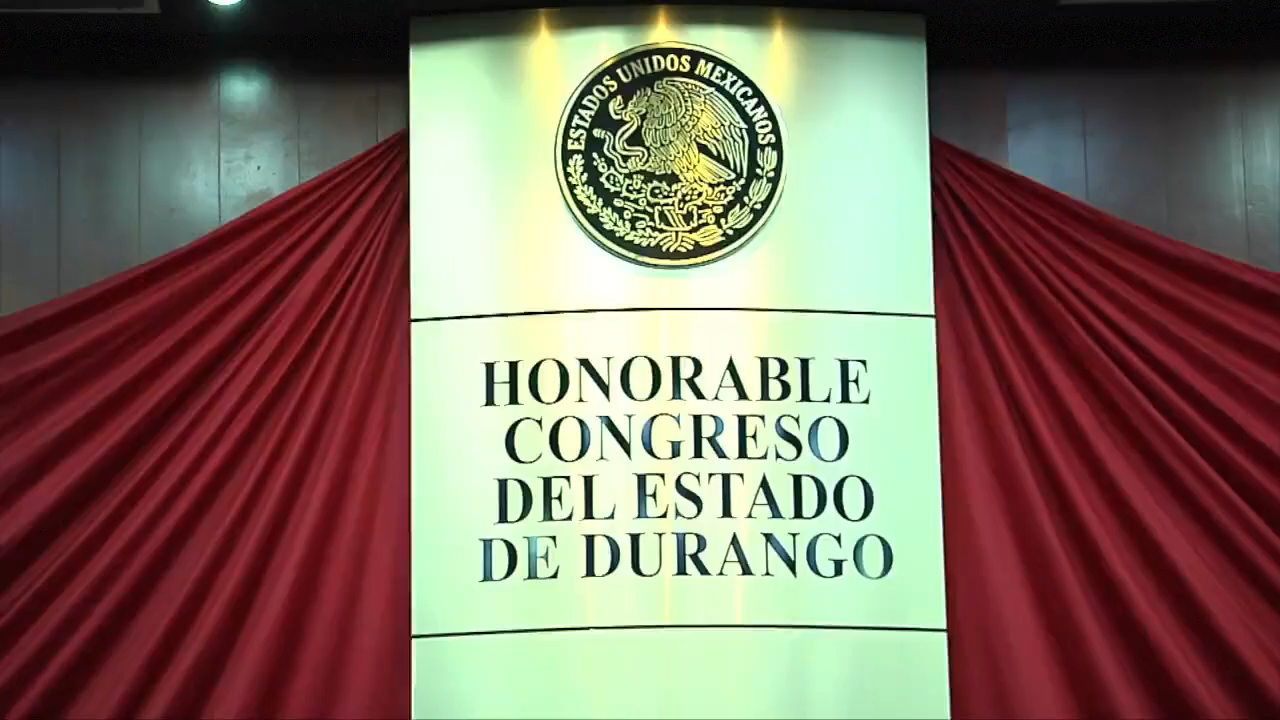 ESTADOS UNIDOS MEXICANOS
HONORABLE
CONGRESO
DEL ESTADO
DE DURANGO